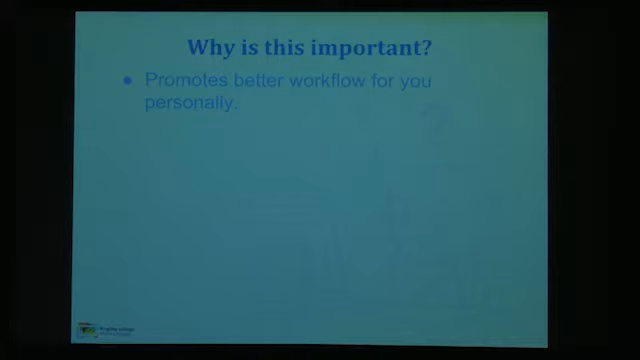 Why is this important?
Promotes better workflow for you
personally.